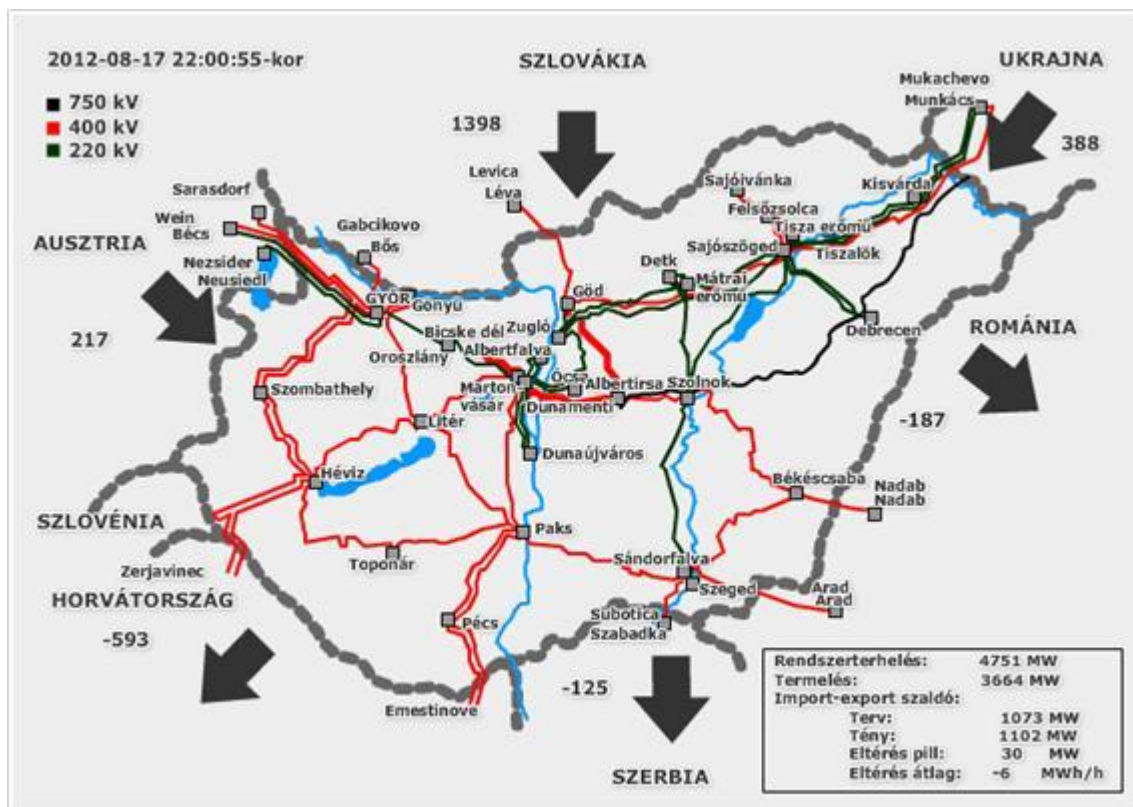 2012-08-17 22:00:55-kor
750 kV
400 kV
220 kV
SZLOVÁKIA
1398
UKRAJNA
388
Mukachevo
Munkács
Levica
Léva
Sajóivánka
Felsőzsolca
Kisvárda
Tisza erőmű
Sajószöged
Tiszalök
Sarasdorf
Wein
Bécs
Gabcikovo
Bős
AUSZTRIA
217
Nezsider
Neusiedl
GYŐR
Gönyü
Detk
Mátrai
erőmű
Göd
Zugló
Debrecen
ROMÁNIA
-187
Bicske dél
Oroszlány
Albertfalva
Ócsa
Albertirsa
Szolnok
Márton
vásár
Dunamenti
Szombathely
Litér
Dunaújváros
Hévíz
Békéscsaba
Nadab
Nadab
SZLOVÉNIA
Paks
Toponár
Zerjavinec
HORVÁTORSZÁG
-593
Sándorfalva
Szeged
Arad
Arad
Subotica
Szabadka
Pécs
Ernestinove
-125
SZERBIA
Rendszerterhelés: 4751 MW
Termelés: 3664 MW
Import-export szaldó:
Terv: 1073 MW
Tény: 1102 MW
Eltérés pill: 30 MW
Eltérés átlag: -6 MWh/h